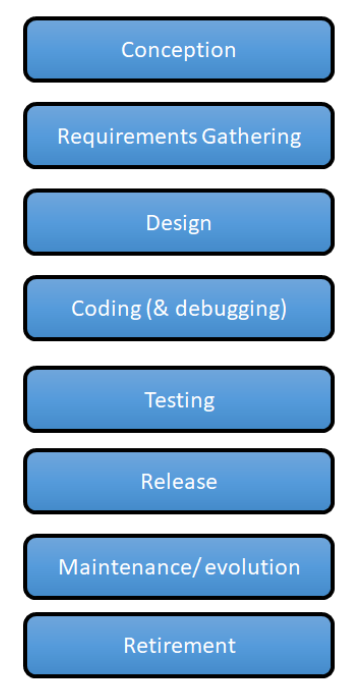 Conception
Requirements Gathering
Design
Coding (& debugging)
Testing
Release
Maintenance/ evolution
Retirement